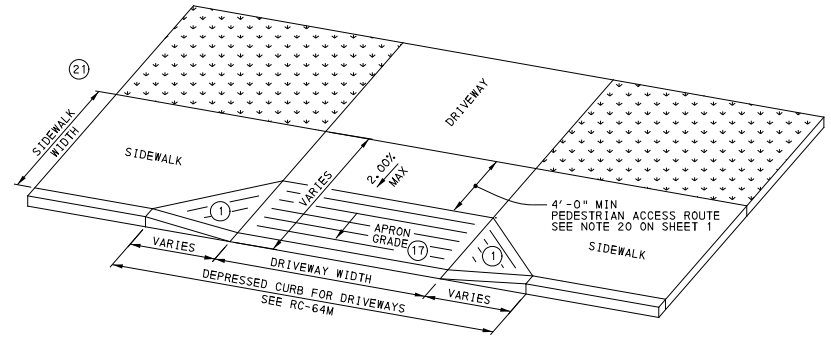 21
DRIVEWAY
SIDEWALK
WIDTH
SIDEWALK
2.00%
MAX
VARIES
4'-0" MIN
PEDESTRIAN ACCESS ROUTE
SEE NOTE 20 ON SHEET 1
1
APRON
GRADE
17
1
SIDEWALK
VARIES
DRIVEWAY WIDTH
VARIES
DEPRESSED CURB FOR DRIVEWAYS
SEE RC-64M